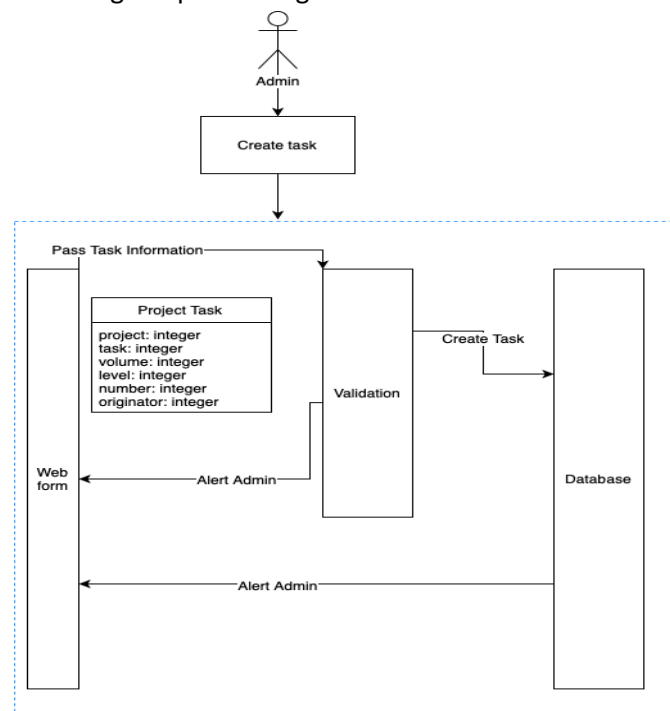 Admin
Create task
Pass Task Information
Project Task
project: integer
task: integer
volume: integer
level: integer
number: integer
originator: integer
Create Task
Validation
Web
form
Alert Admin
Database
Alert Admin